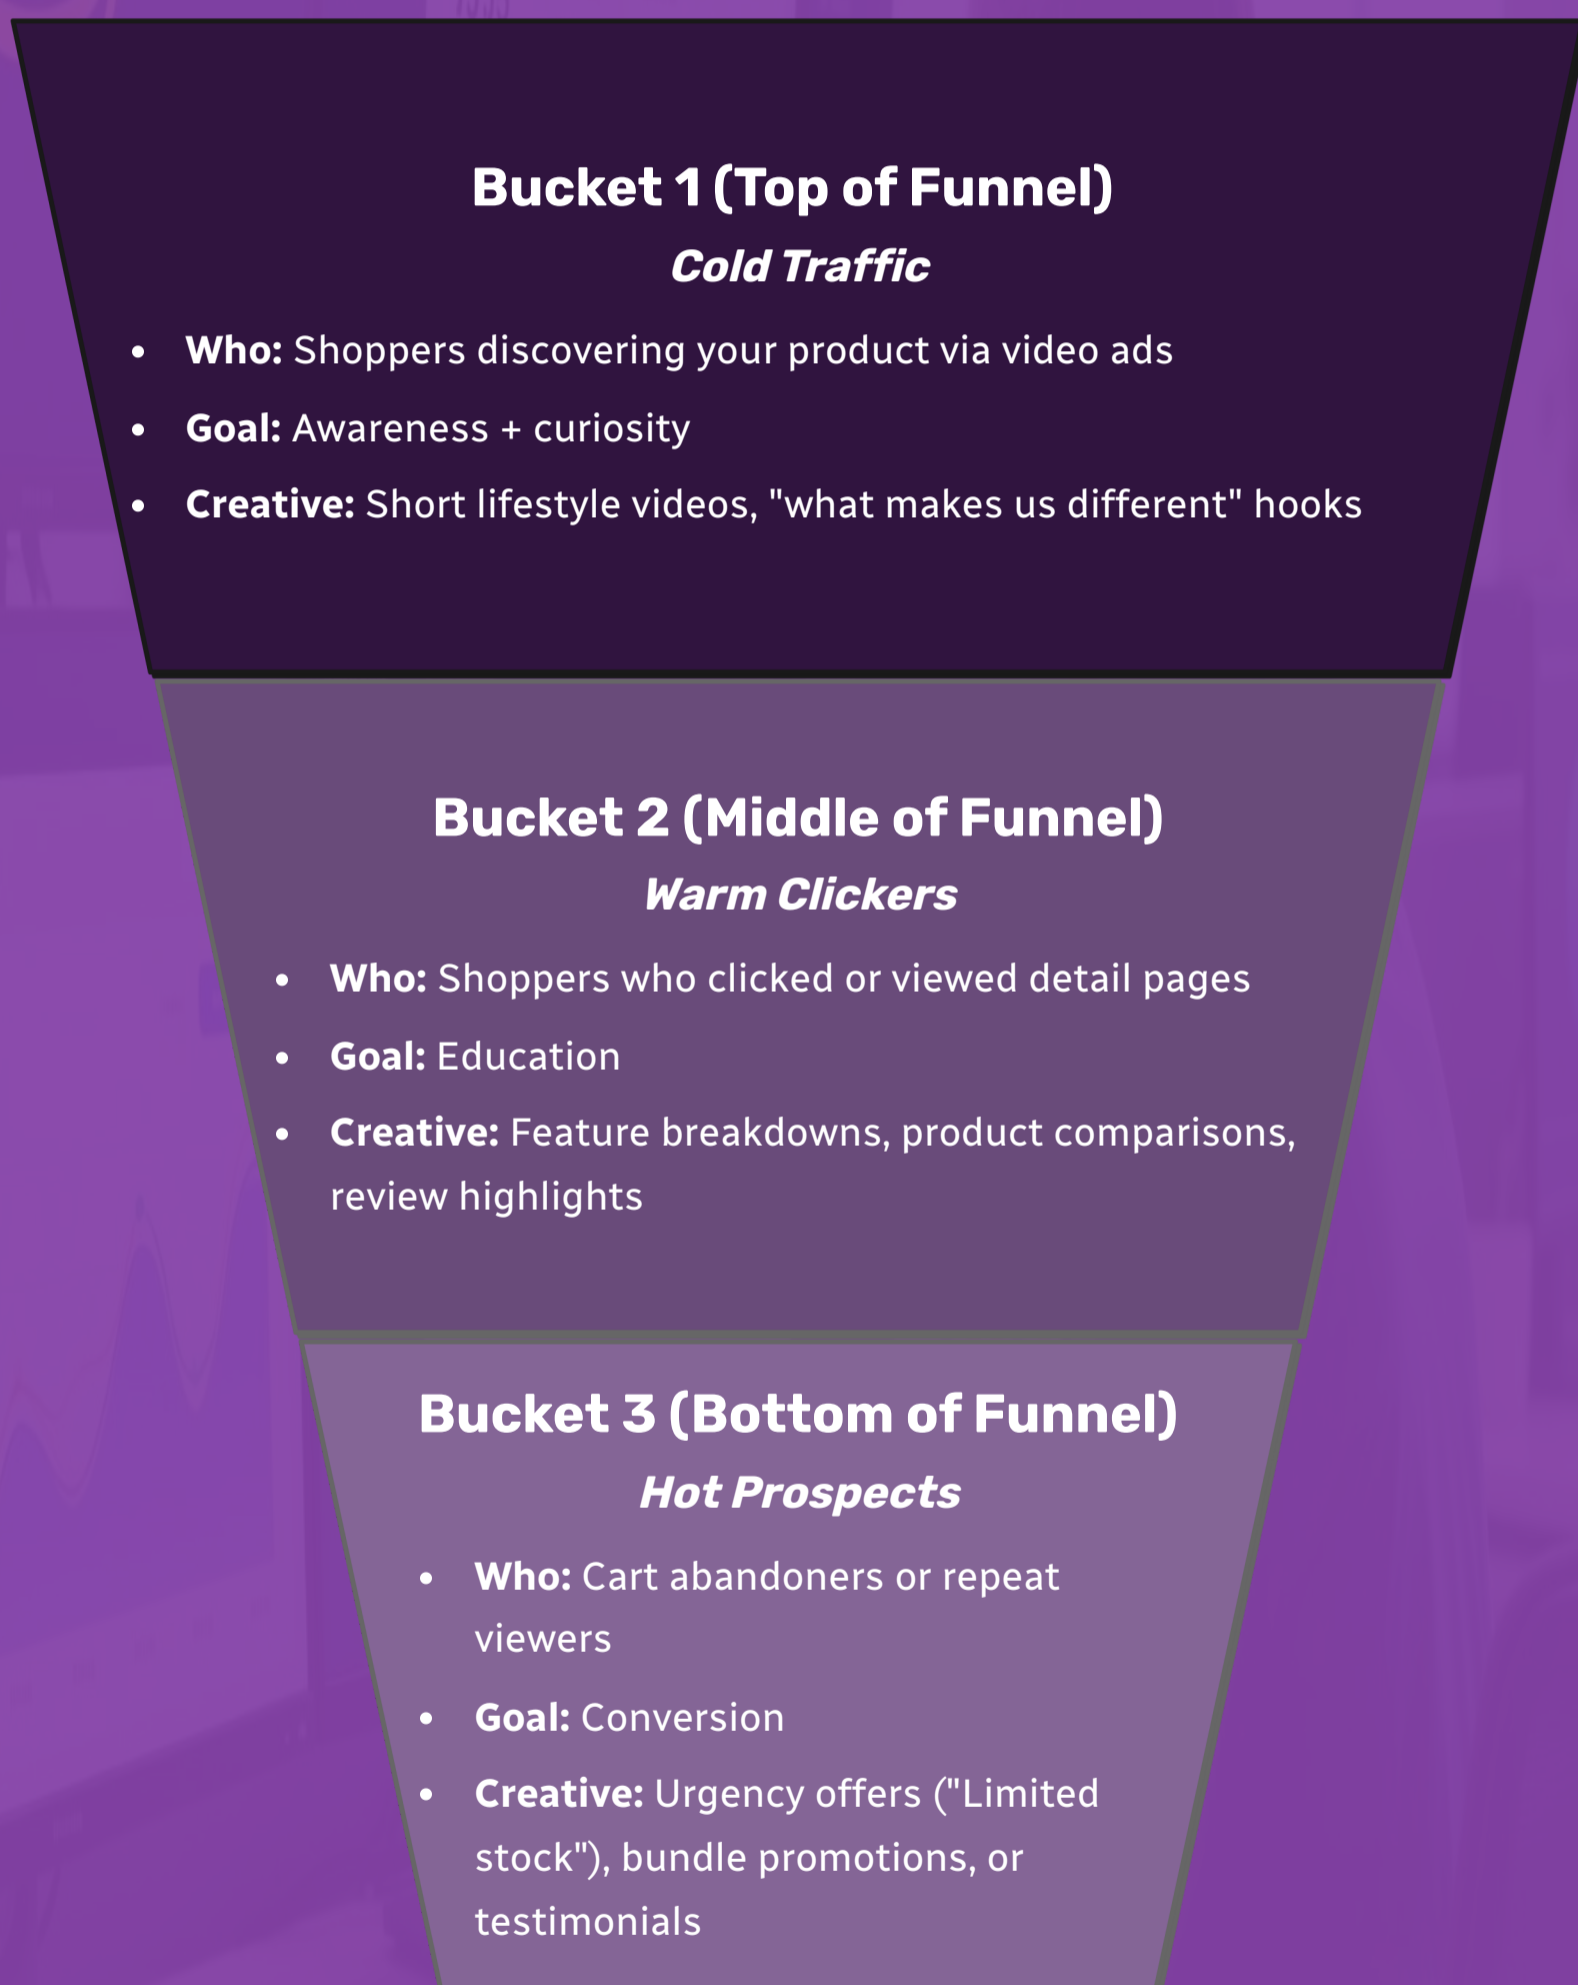 Bucket 1 (Top of Funnel)
Cold Traffic
• Who: Shoppers discovering your product via video ads
• Goal: Awareness + curiosity
• Creative: Short lifestyle videos, "what makes us different" hooks
Bucket 2 (Middle of Funnel)
Warm Clickers
• Who: Shoppers who clicked or viewed detail pages
• Goal: Education
• Creative: Feature breakdowns, product comparisons,
review highlights
Bucket 3 (Bottom of Funnel)
Hot Prospects
• Who: Cart abandoners or repeat
viewers
• Goal: Conversion
• Creative: Urgency offers ("Limited
stock"), bundle promotions, or
testimonials